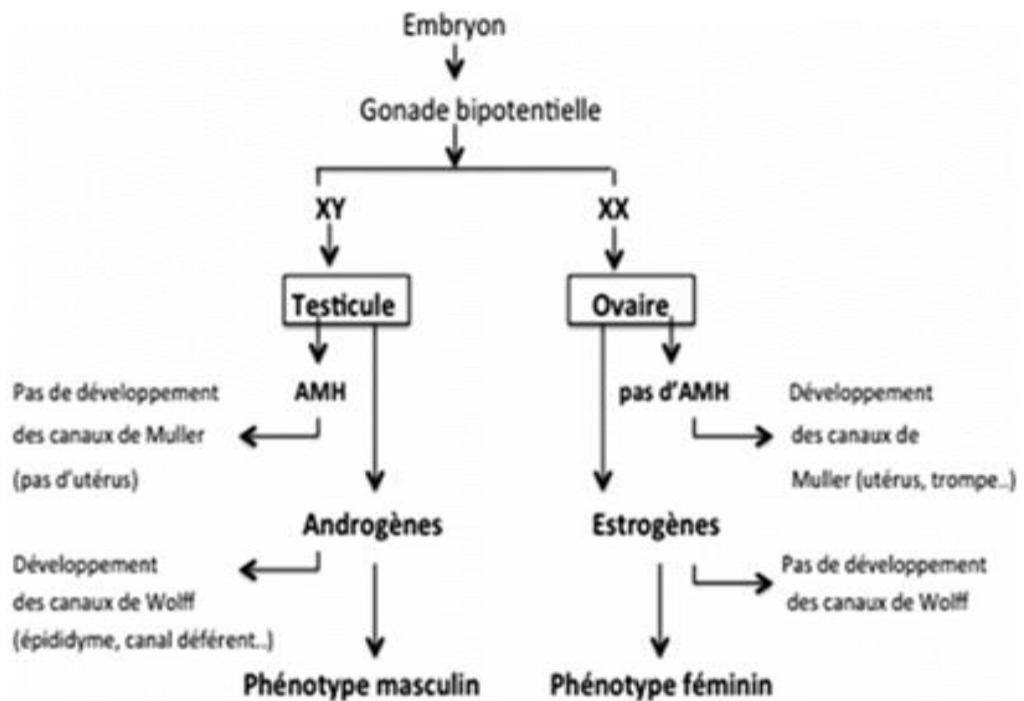 Embryon
Gonade bipotentielle
XY
XX
Testicule
Ovaire
Pas de développement
des canaux de Muller
(pas d'utérus)
AMH
pas d'AMH
Développement
des canaux de
Muller (utérus, trompe..)
Androgènes
Estrogènes
Développement
des canaux de Wolff
(épididyme, canal déférent..)
Pas de développement
des canaux de Wolff
Phénotype masculin
Phénotype féminin